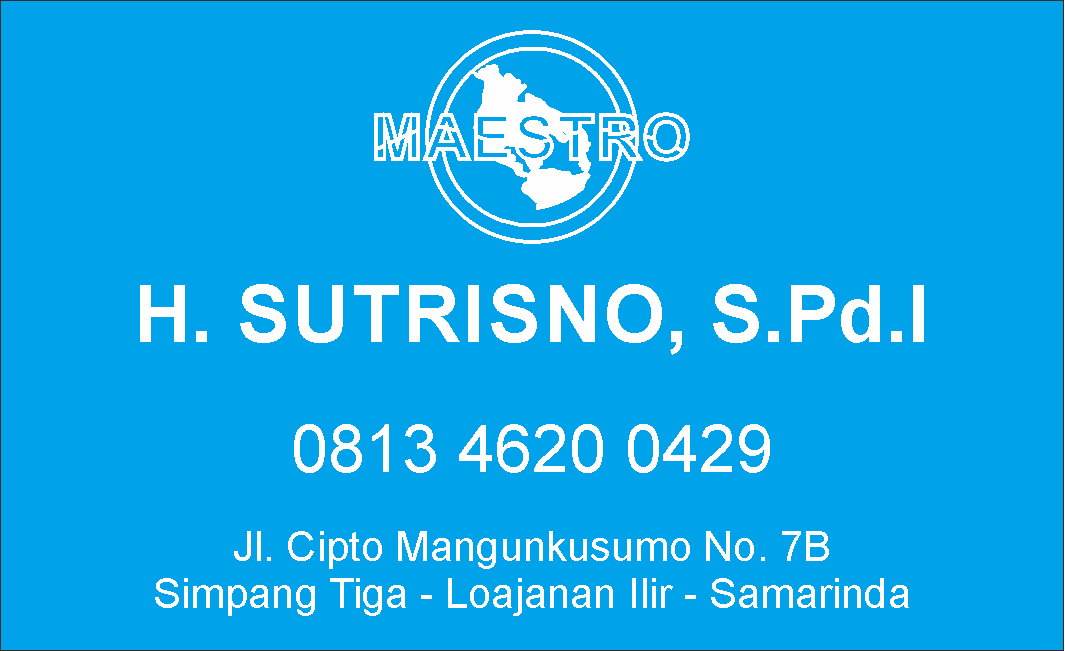 MAESTRO
H. SUTRISNO, S.Pd.I
0813 4620 0429
Jl. Cipto Mangunkusumo No. 7B
Simpang Tiga - Loajanan Ilir - Samarinda